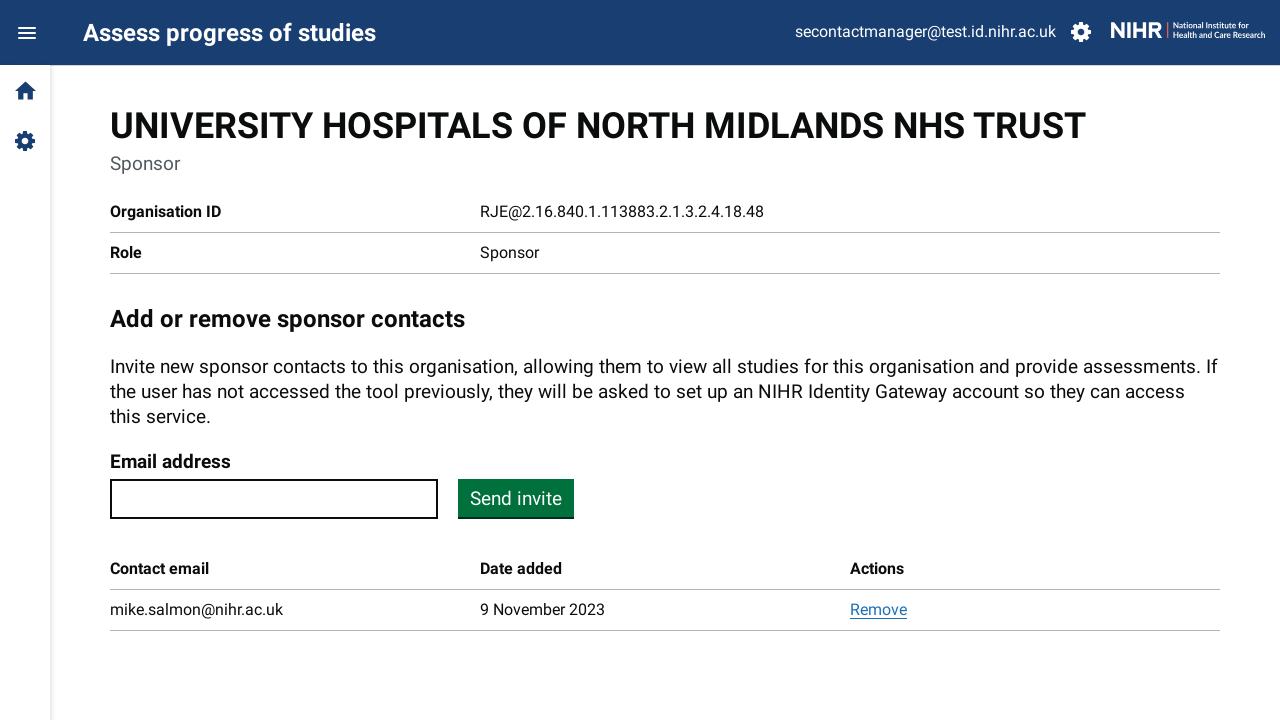 Assess progress of studies
secontactmanager@test.id.nihr.ac.uk
NIHR
National Institute for
Health and Care Research
UNIVERSITY HOSPITALS OF NORTH MIDLANDS NHS TRUST
Sponsor
Organisation ID RJE@2.16.840.1.113883.2.1.3.2.4.18.48
Role Sponsor
Add or remove sponsor contacts
Invite new sponsor contacts to this organisation, allowing them to view all studies for this organisation and provide assessments. If
the user has not accessed the tool previously, they will be asked to set up an NIHR Identity Gateway account so they can access
this service.
Email address
Send invite
Contact email Date added Actions
mike.salmon@nihr.ac.uk 9 November 2023 Remove